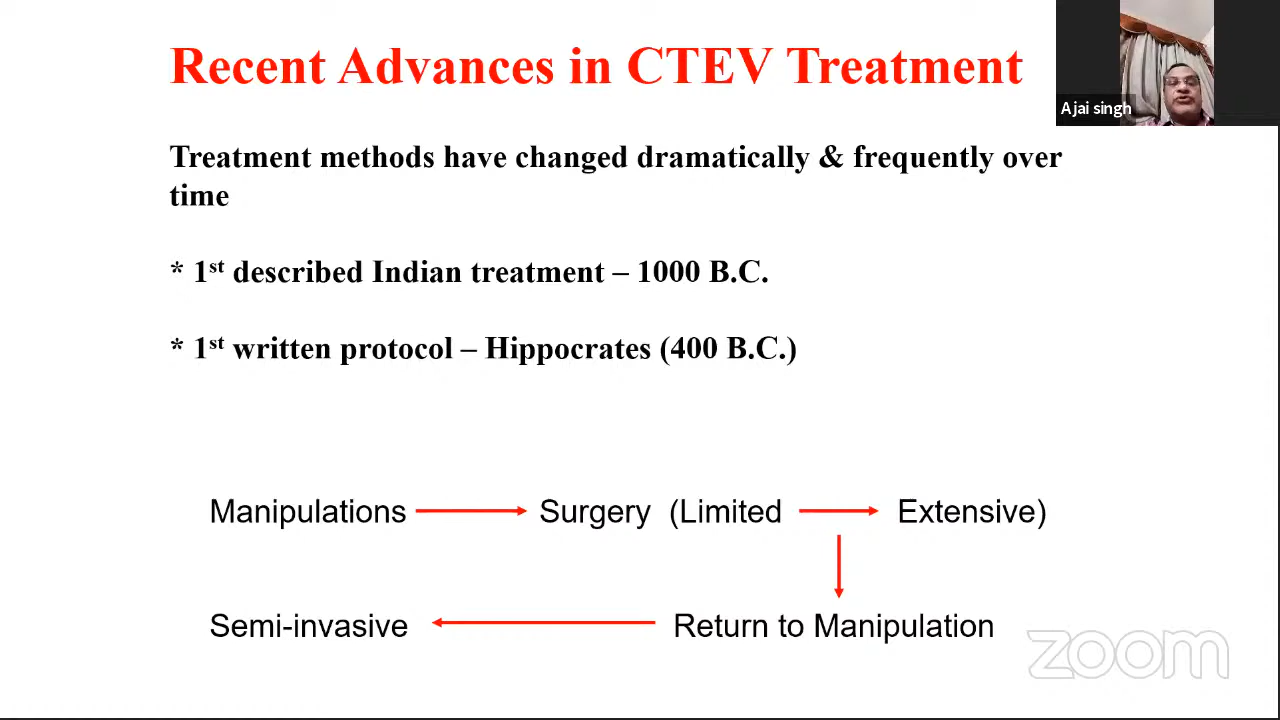 Recent Advances in CTEV Treatment
Ajai singh
Treatment methods have changed dramatically & frequently over
time
* 1st described Indian treatment – 1000 B.C.
* 1st written protocol – Hippocrates (400 B.C.)
Manipulations Surgery (Limited Extensive)
Semi-invasive Return to Manipulation
zoom